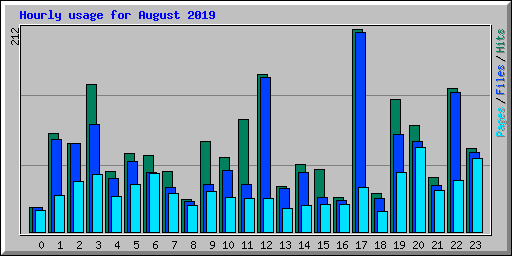 Hourly usage for August 2019
212
Pages / Files / Hits
0 1 2 3 4 5 6 7 8 9 10 11 12 13 14 15 16 17 18 19 20 21 22 23